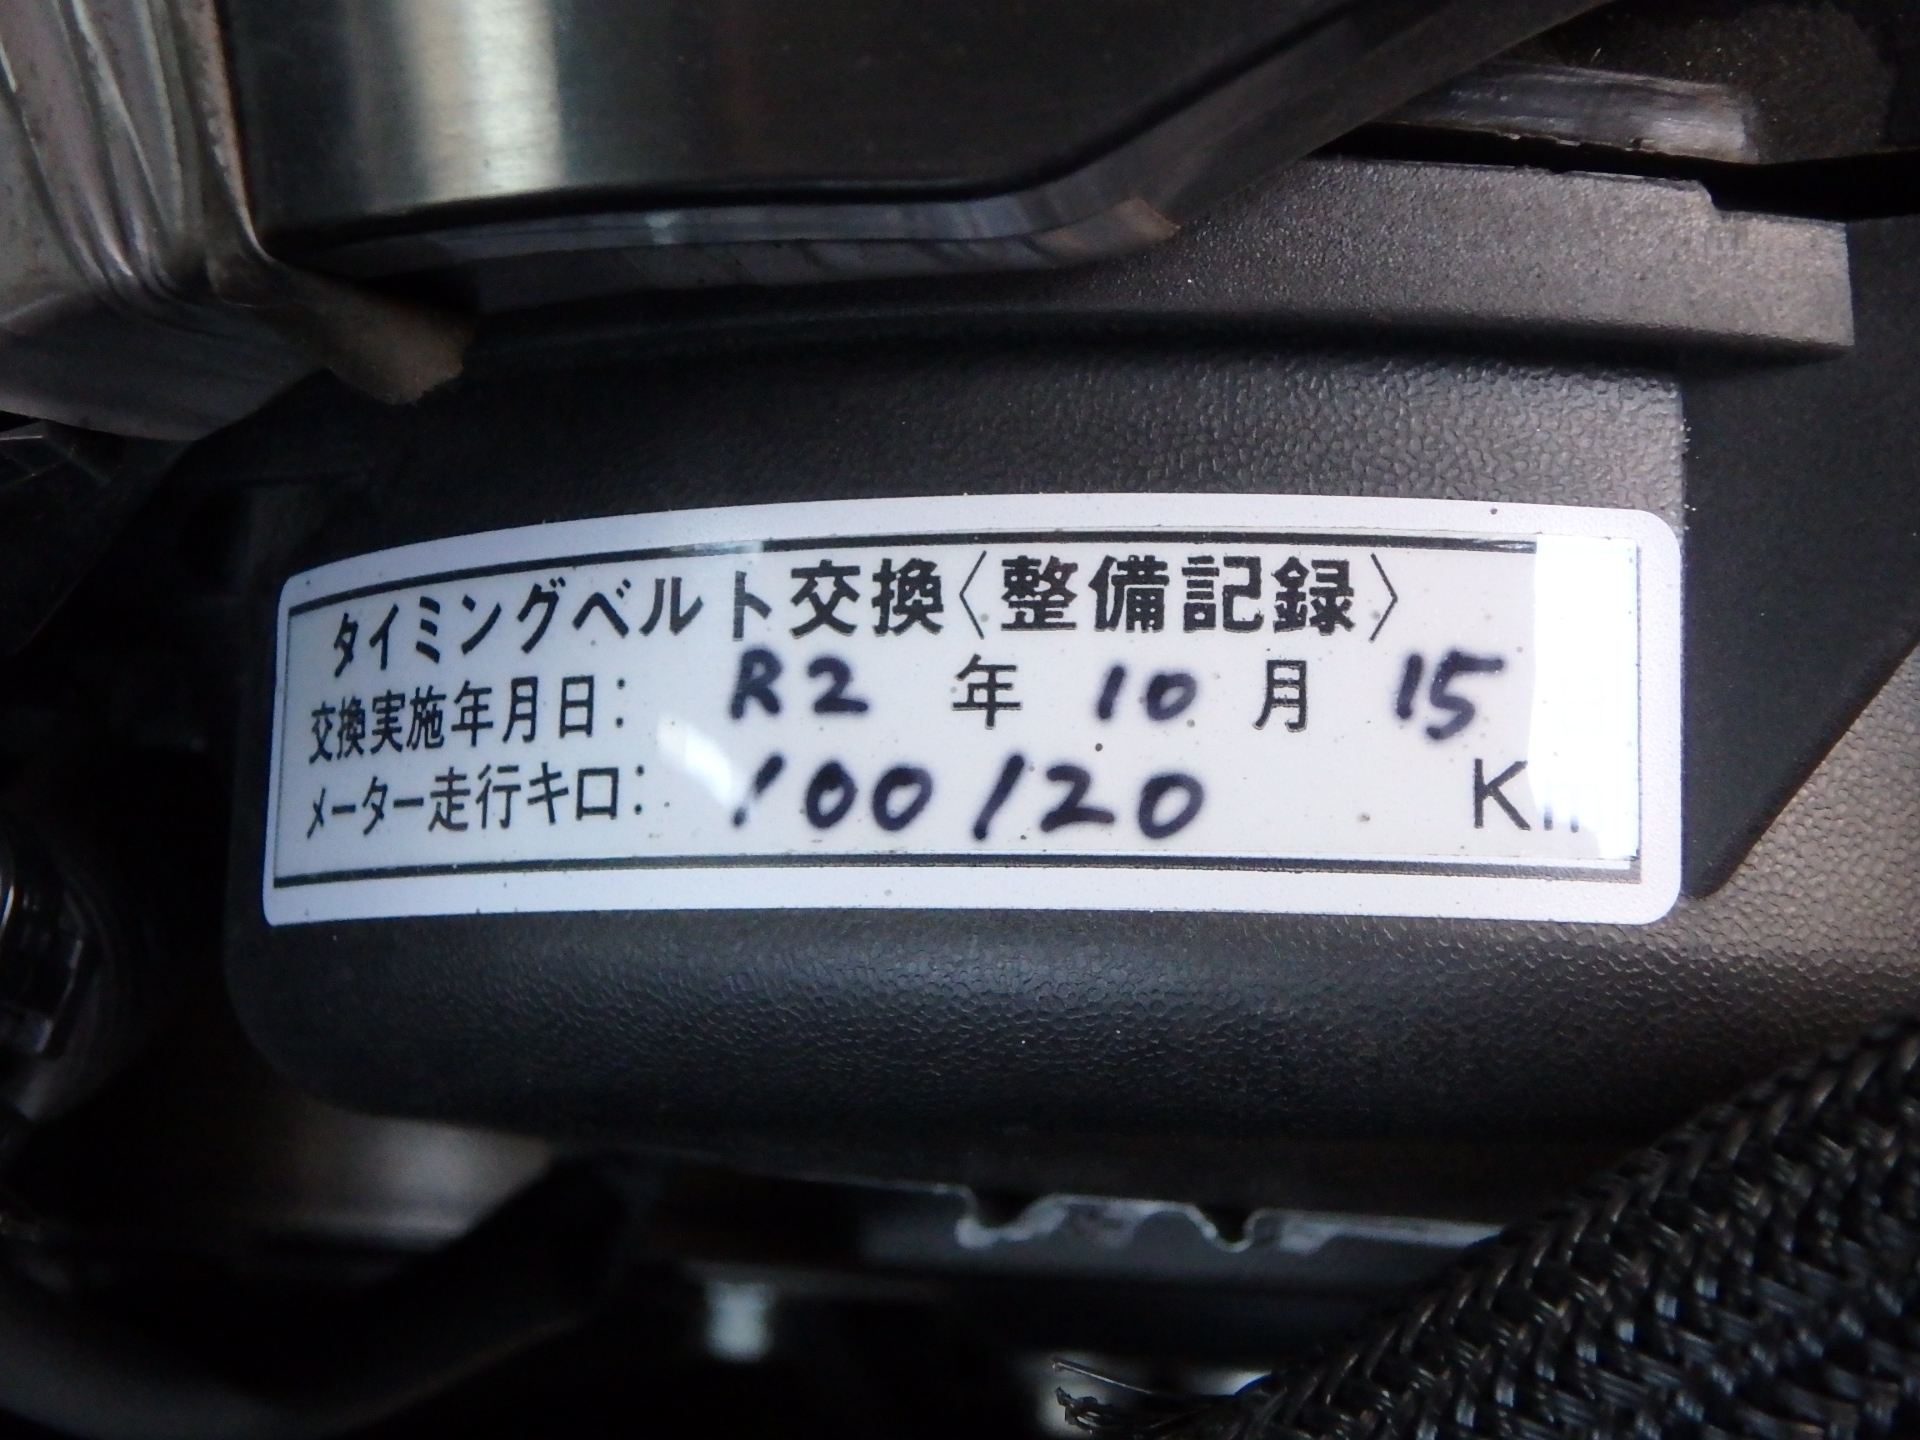 タイミングベルト交換〈整備記録〉
交換実施年月日： R2 年 10 月 15
メーター走行キロ： 100120 Km